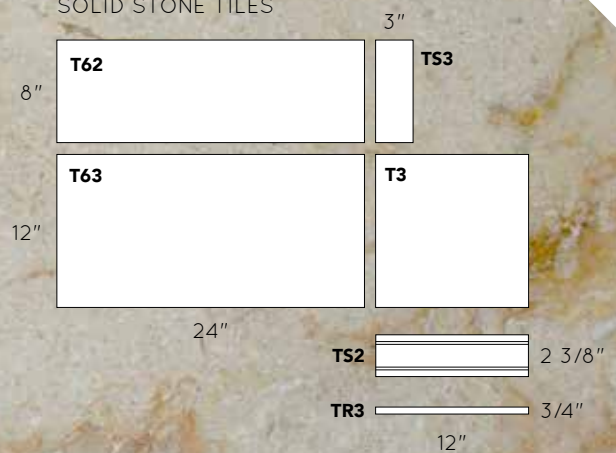 SOLID STONE TILES
3"
T62
TS3
8"
T63
T3
12"
24"
TS2
2 3/8"
TR3
3/4"
12"